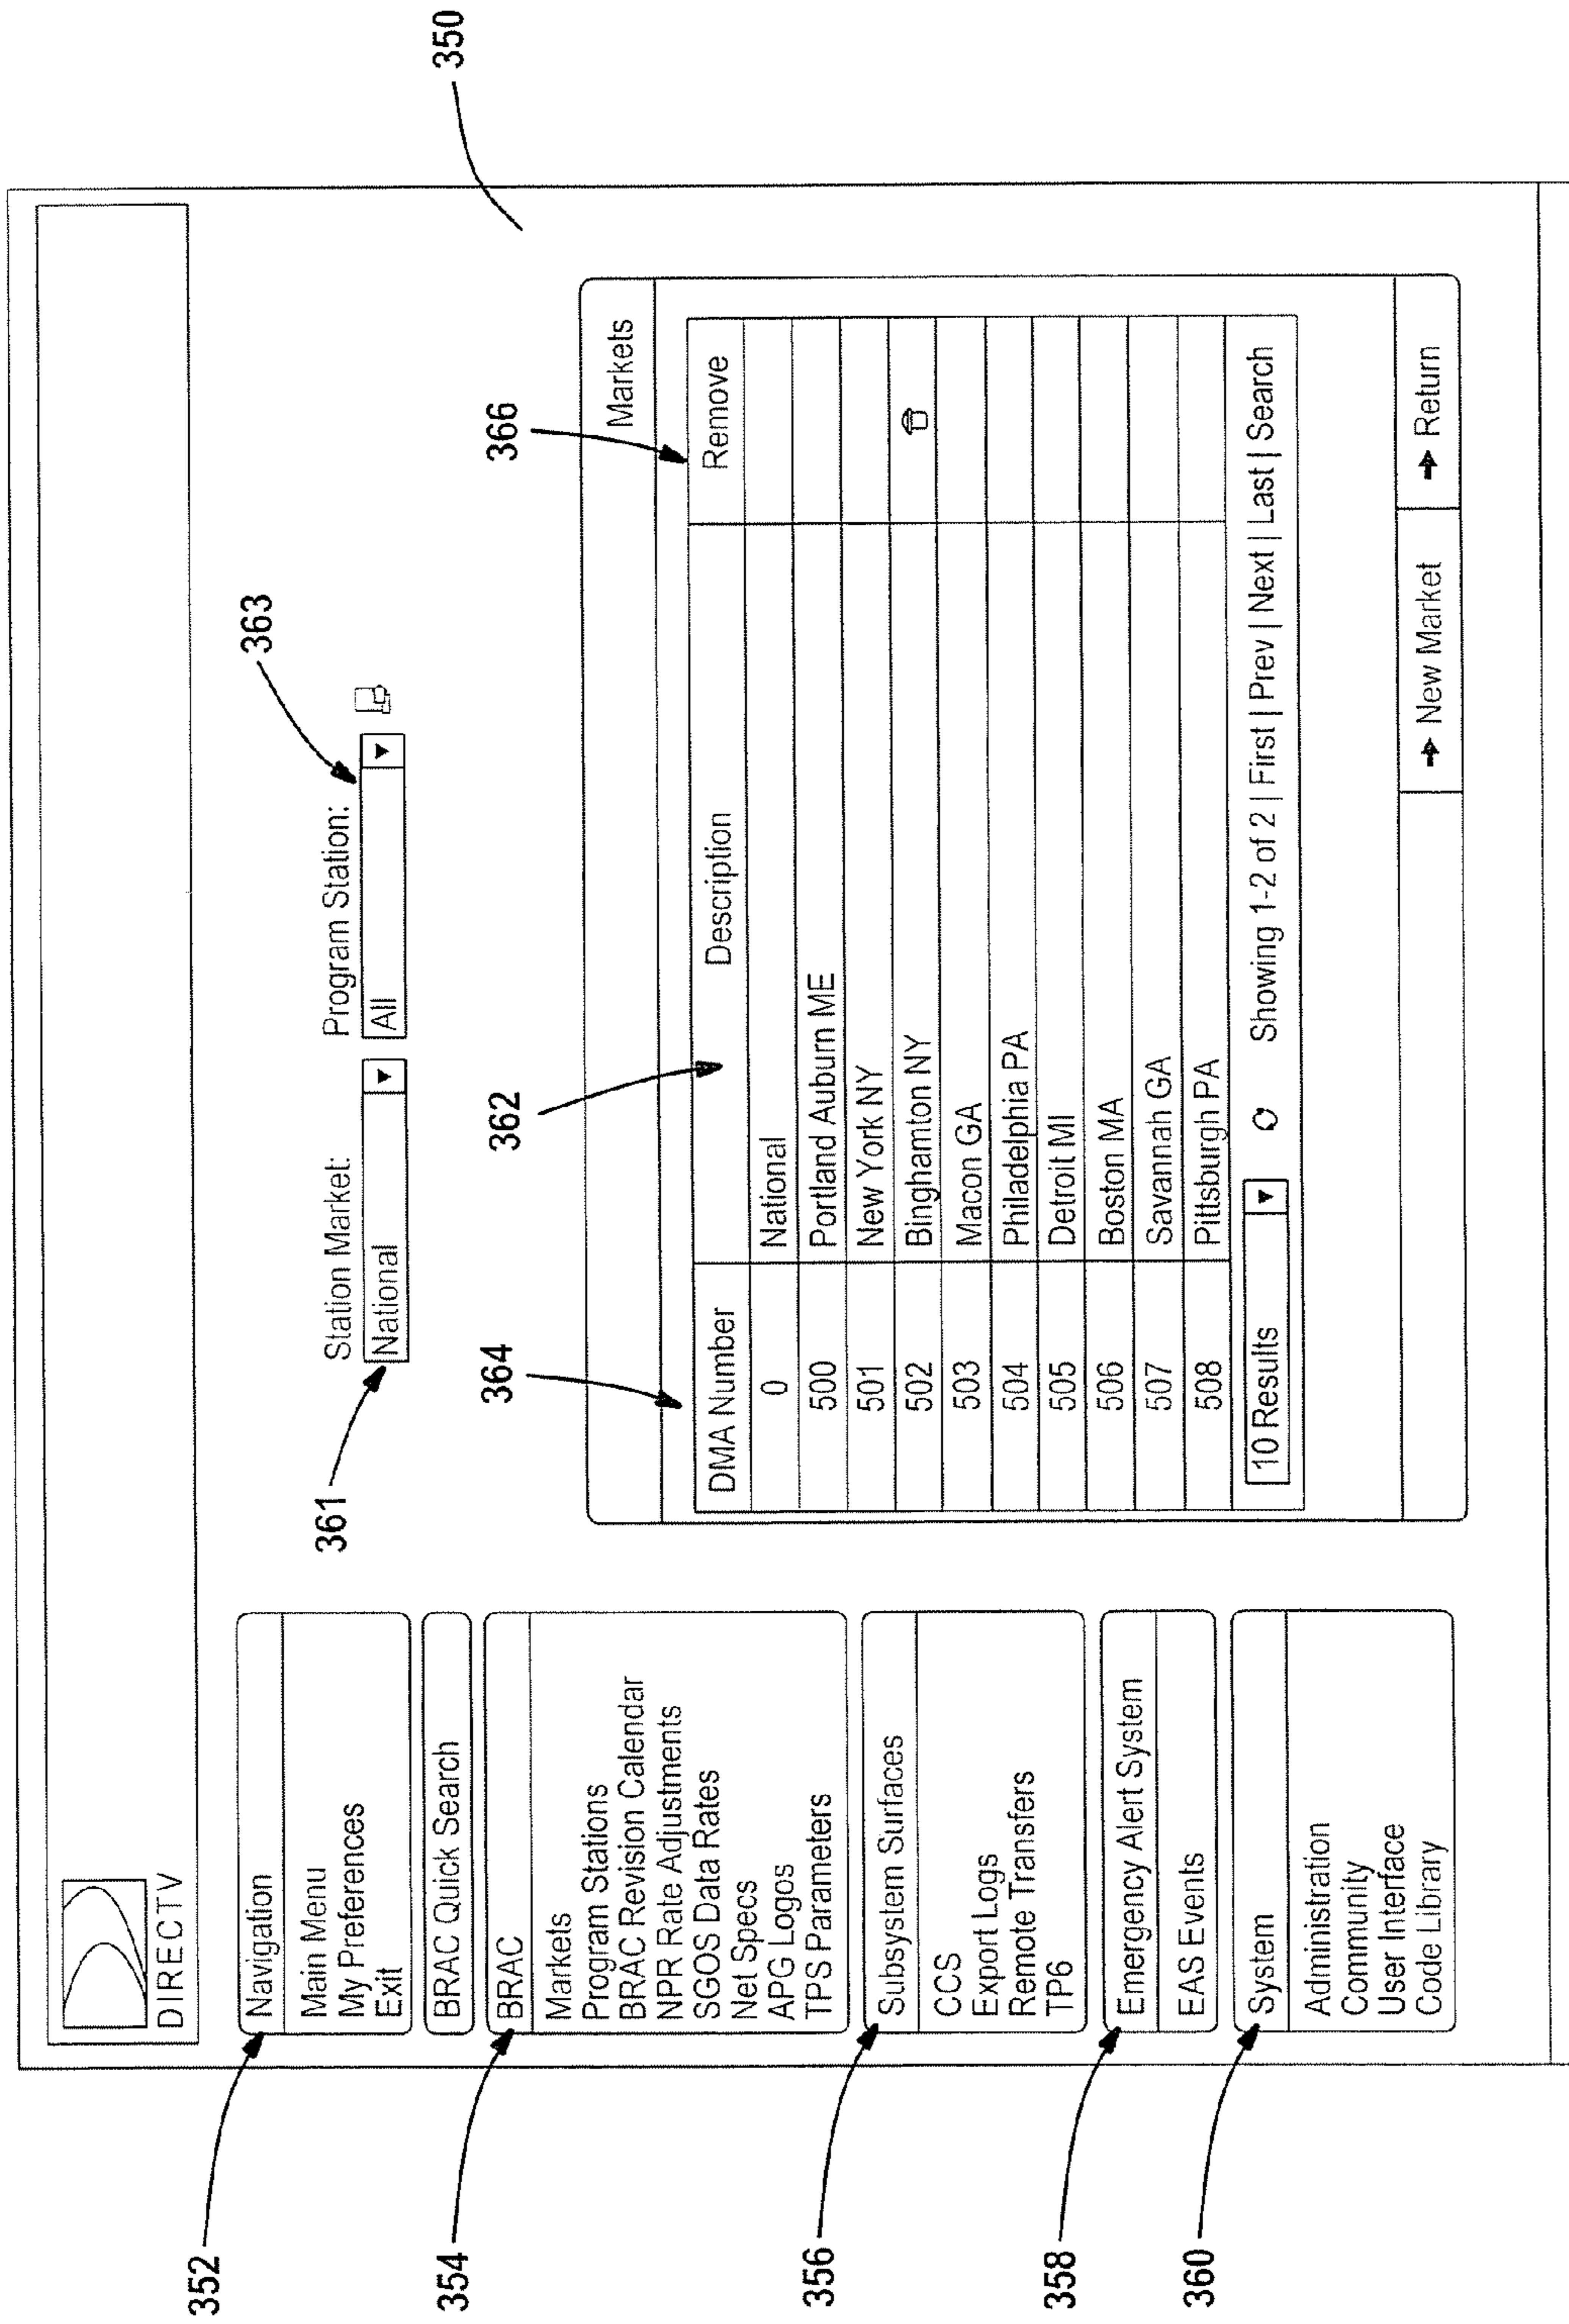 350
DIRECTV
352
Navigation
Main Menu
My Preferences
Exit
BRAC Quick Search
354
BRAC
Markets
Program Stations
BRAC Revision Calendar
NPR Rate Adjustments
SGOS Data Rates
Net Specs
APG Logos
TPS Parameters
356
Subsystem Surfaces
CCS
Export Logs
Remote Transfers
TP6
358
Emergency Alert System
EAS Events
360
System
Administration
Community
User Interface
Code Library
361
363
Station Market: Program Station:
National All
364 362 366
Markets
DMA Number Description Remove
0 National
500 Portland Auburn ME
501 New York NY
502 Binghamton NY
503 Macon GA
504 Philadelphia PA
505 Detroit MI
506 Boston MA
507 Savannah GA
508 Pittsburgh PA
10 Results Showing 1-2 of 2 | First | Prev | Next | Last | Search
New Market Return